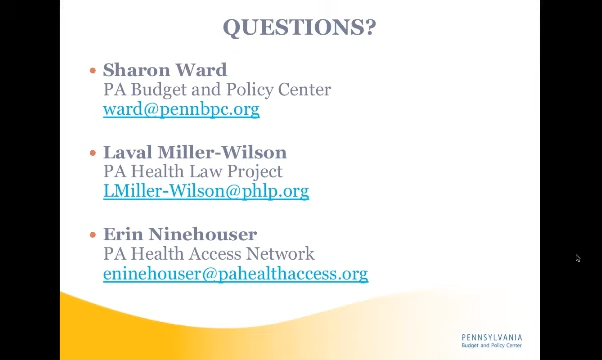 QUESTIONS?
• Sharon Ward
PA Budget and Policy Center
ward@pennbpc.org
• Laval Miller-Wilson
PA Health Law Project
LMiller-Wilson@phlp.org
• Erin Ninehouser
PA Health Access Network
eninehouser@pahealthaccess.org
PENNSYLVANIA
Budget and Policy Center